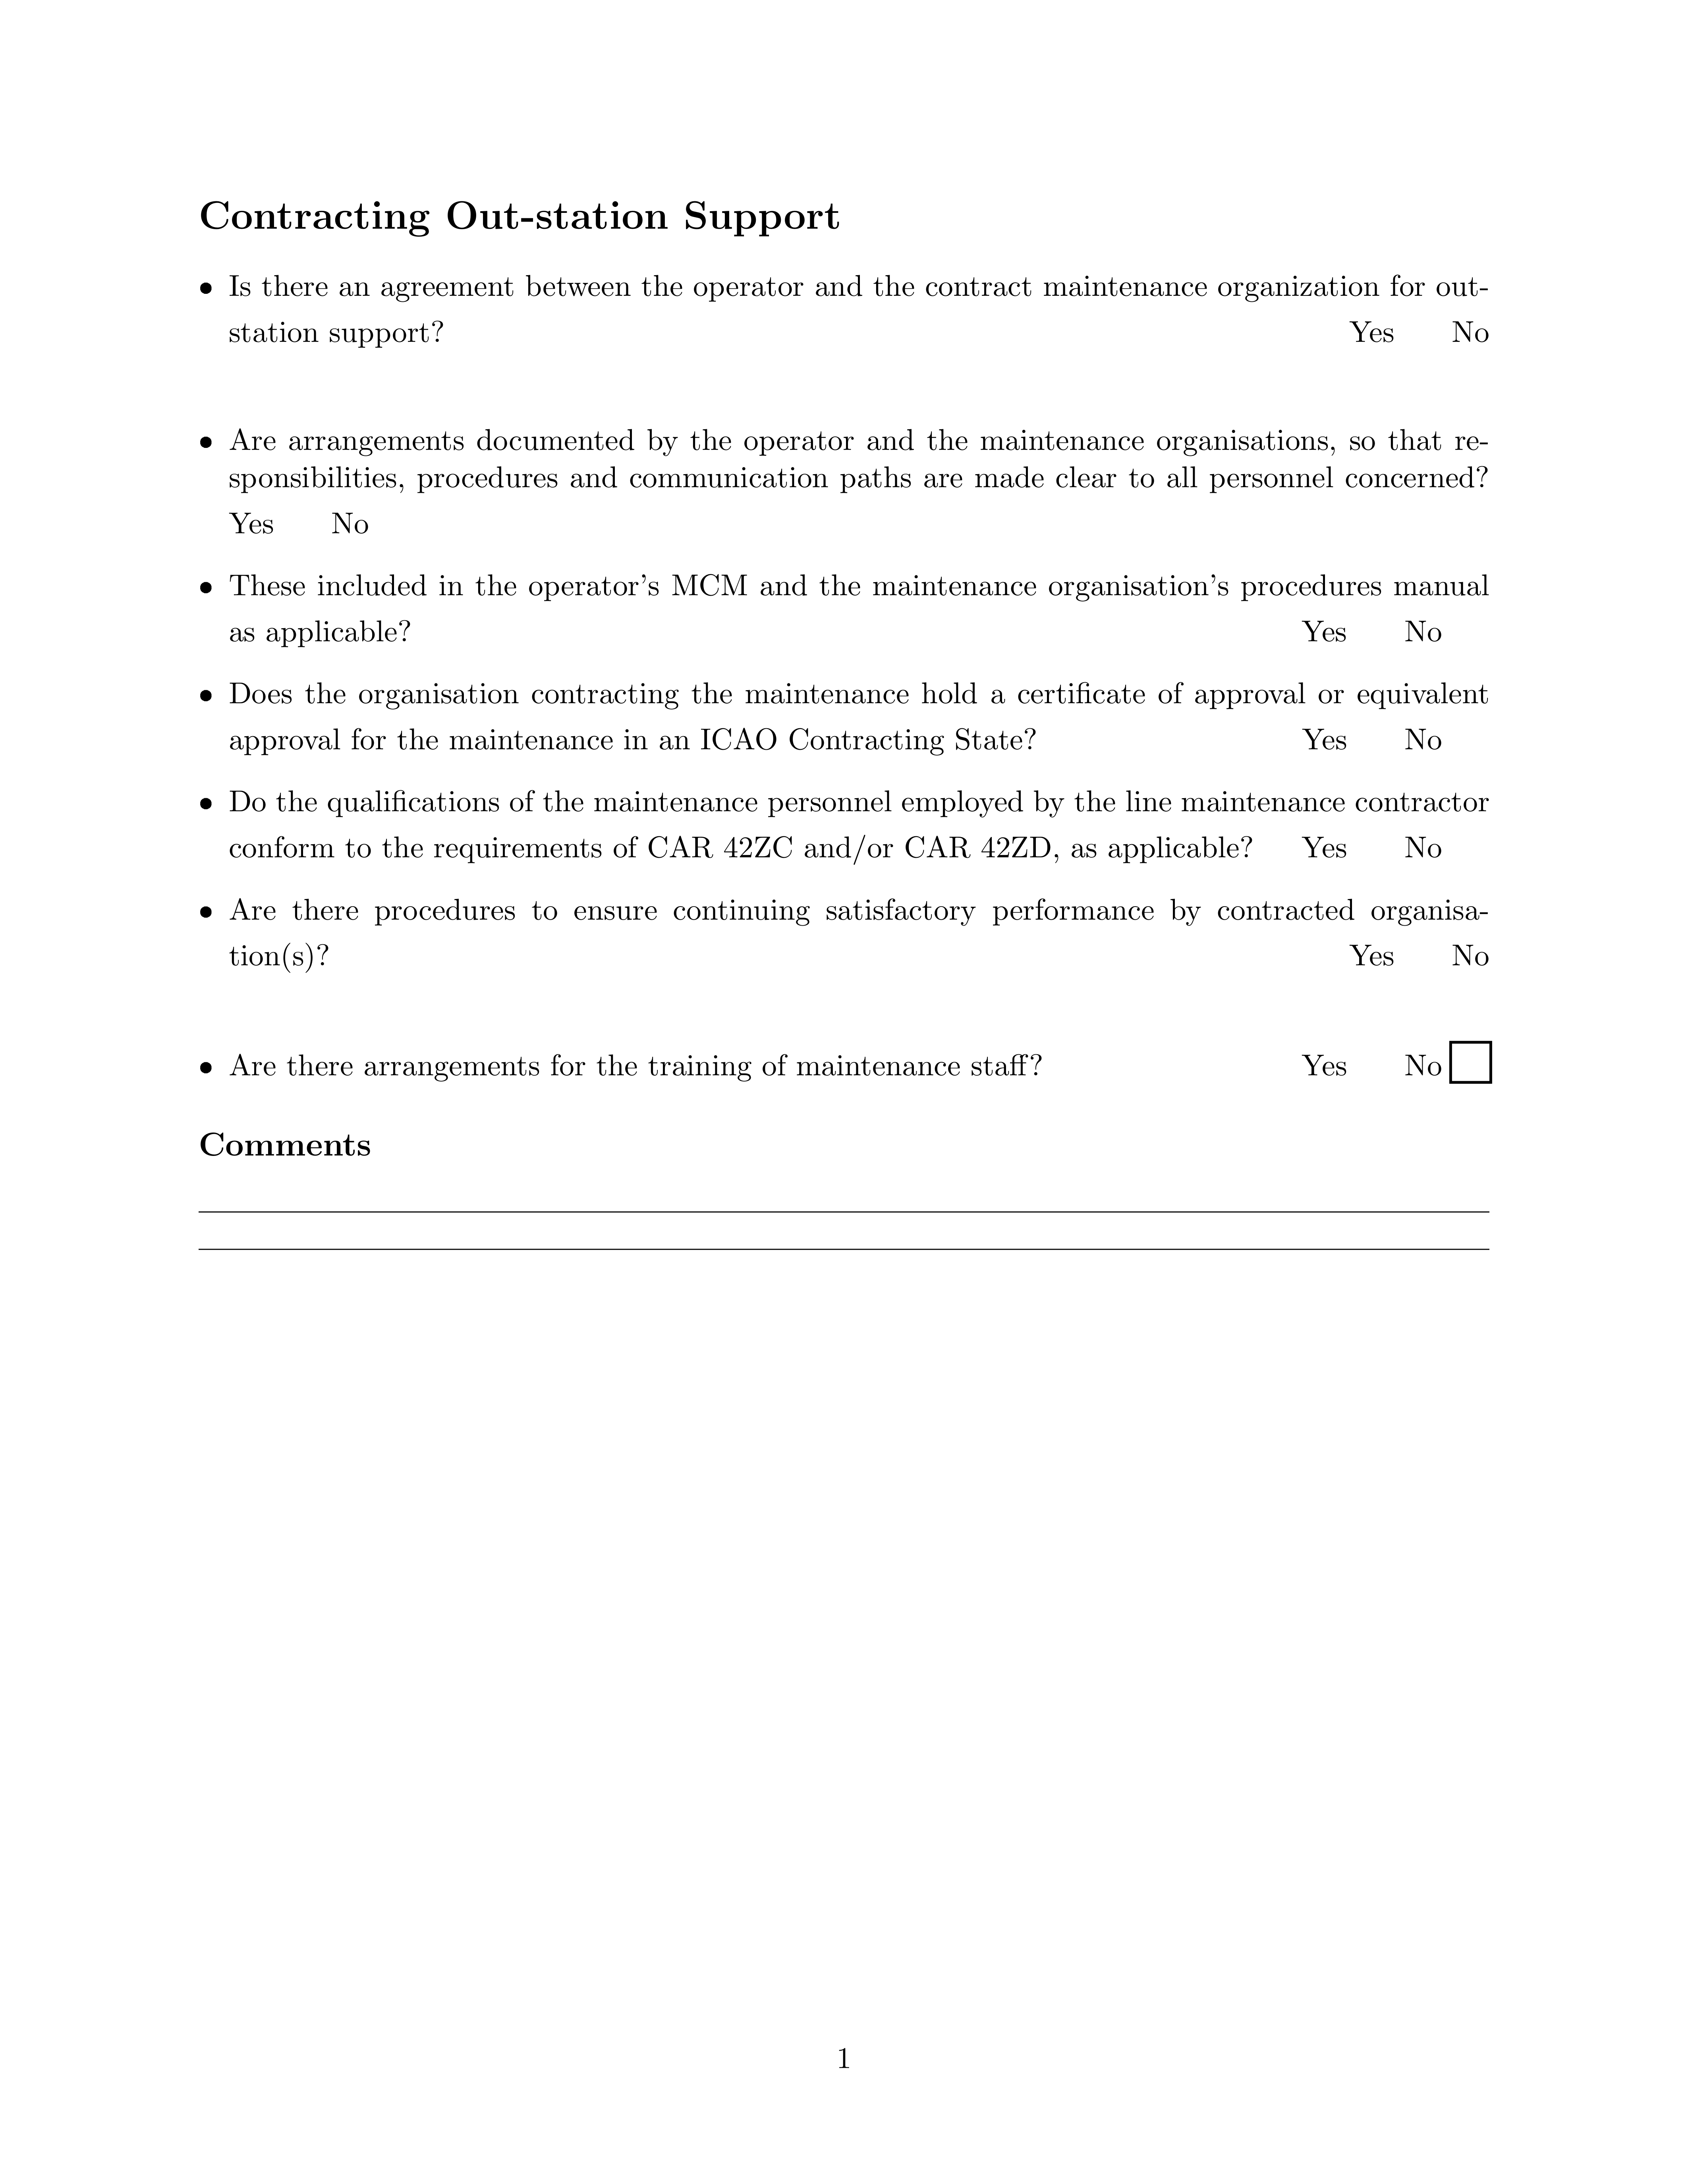 Contracting Out-station Support
• Is there an agreement between the operator and the contract maintenance organization for out-
station support? Yes No
• Are arrangements documented by the operator and the maintenance organisations, so that re-
sponsibilities, procedures and communication paths are made clear to all personnel concerned?
Yes No
• These included in the operator's MCM and the maintenance organisation's procedures manual
as applicable? Yes No
• Does the organisation contracting the maintenance hold a certificate of approval or equivalent
approval for the maintenance in an ICAO Contracting State? Yes No
• Do the qualifications of the maintenance personnel employed by the line maintenance contractor
conform to the requirements of CAR 42ZC and/or CAR 42ZD, as applicable? Yes No
• Are there procedures to ensure continuing satisfactory performance by contracted organisa-
tion(s)? Yes No
• Are there arrangements for the training of maintenance staff? Yes No
Comments
1